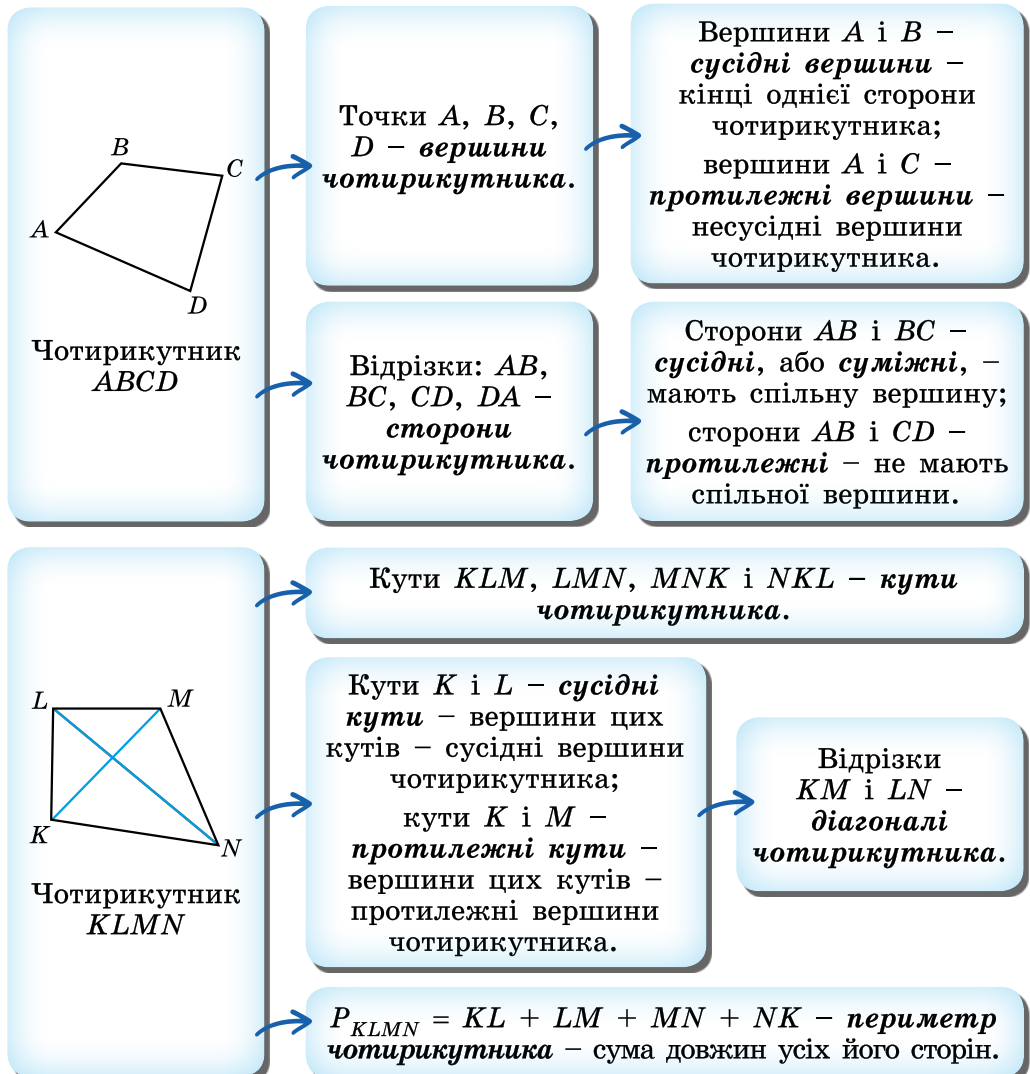 B
C
A
D
Чотирикутник
ABCD
Точки A, B, C,
D – вершини
чотирикутника.
Вершини A і B –
сусідні вершини –
кінці однієї сторони
чотирикутника;
вершини A і C –
протилежні вершини –
несусідні вершини
чотирикутника.
Відрізки: AB,
BC, CD, DA –
сторони
чотирикутника.
Сторони AB і BC –
сусідні, або суміжні, –
мають спільну вершину;
сторони AB і CD –
протилежні – не мають
спільної вершини.
L
M
K
N
Чотирикутник
KLMN
Кути KLM, LMN, MNK і NKL – кути
чотирикутника.
Кути K і L – сусідні
кути – вершини цих
кутів – сусідні вершини
чотирикутника;
кути K і M –
протилежні кути –
вершини цих кутів –
протилежні вершини
чотирикутника.
Відрізки
KM і LN –
діагоналі
чотирикутника.
P_KLMN = KL + LM + MN + NK – периметр
чотирикутника – сума довжин усіх його сторін.